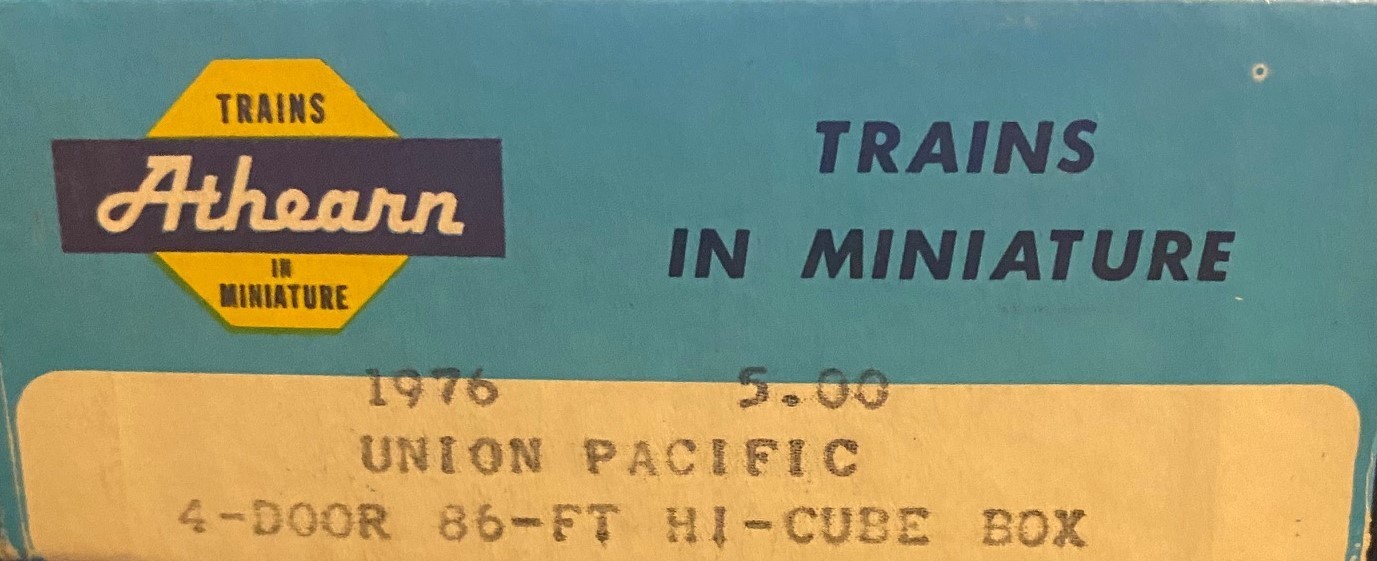 TRAINS
Athearn
IN
MINIATURE
TRAINS
IN MINIATURE
1976 5.00
UNION PACIFIC
4-DOOR 86-FT HI-CUBE BOX